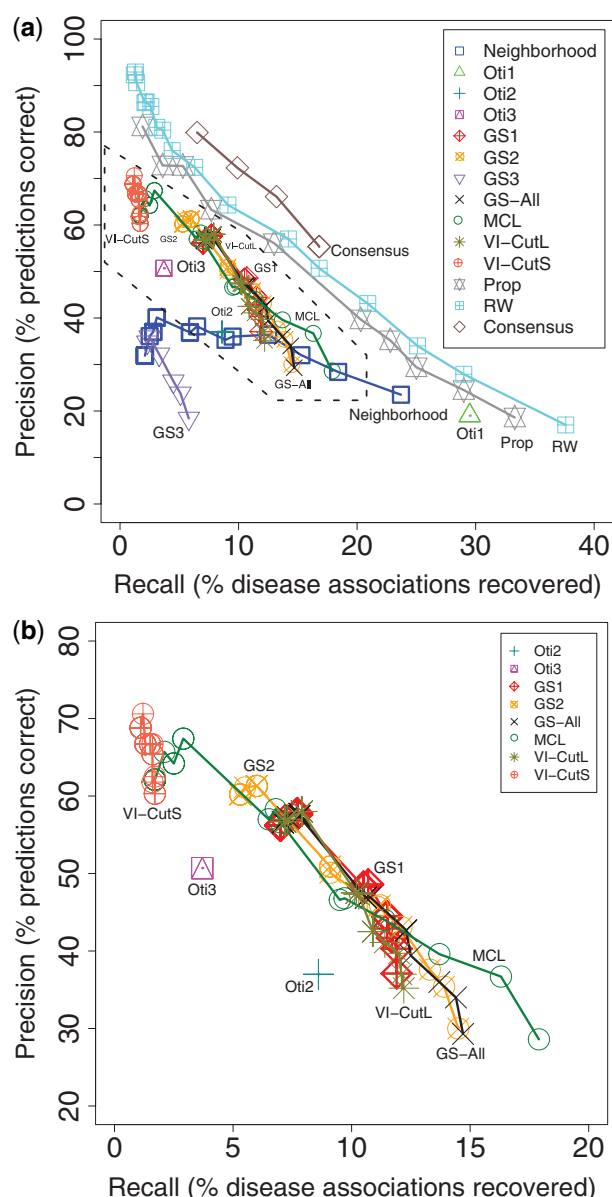 (a)
100
80
60
40
20
0
Precision (% predictions correct)
Neighborhood
Oti1
Oti2
Oti3
GS1
GS2
GS3
GS-All
MCL
VI-CutL
VI-CutS
Prop
RW
Consensus
VI-CutS
GS2
VI-CutL
Oti3
GS1
Consensus
Oti2
MCL
GS-All
GS3
Neighborhood
Oti1
Prop
RW
0 10 20 30 40
Recall (% disease associations recovered)
(b)
80
70
60
50
40
30
20
Precision (% predictions correct)
Oti2
Oti3
GS1
GS2
GS-All
MCL
VI-CutL
VI-CutS
GS2
VI-CutS
Oti3
GS1
MCL
Oti2
VI-CutL
GS-All
0 5 10 15 20
Recall (% disease associations recovered)